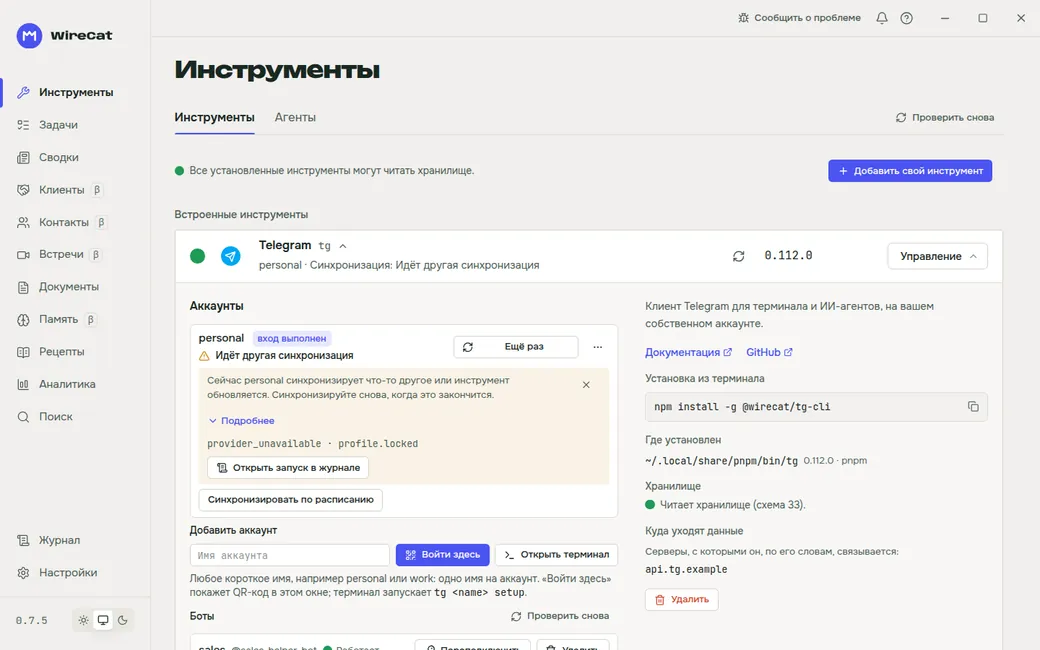 Сообщить о проблеме
wirecat
Инструменты
Задачи
Сводки
Клиенты β
Контакты β
Встречи β
Документы
Память β
Рецепты
Аналитика
Поиск
Журнал
Настройки
0.7.5
Инструменты
Инструменты Агенты
Проверить снова
Все установленные инструменты могут читать хранилище.
+ Добавить свой инструмент
Встроенные инструменты
Telegram tg
personal · Синхронизация: Идёт другая синхронизация
0.112.0
Управление
Аккаунты
personal вход выполнен
Идёт другая синхронизация
Ещё раз
Сейчас personal синхронизирует что-то другое или инструмент
обновляется. Синхронизируйте снова, когда это закончится.
Подробнее
provider_unavailable · profile.locked
Открыть запуск в журнале
Синхронизировать по расписанию
Добавить аккаунт
Имя аккаунта
Войти здесь
Открыть терминал
Любое короткое имя, например personal или work: одно имя на аккаунт. «Войти здесь»
покажет QR-код в этом окне; терминал запускает tg <name> setup.
Боты
Проверить снова
sales @sales_helper_bot Работает
Переподключить
Удалить
Клиент Telegram для терминала и ИИ-агентов, на вашем
собственном аккаунте.
Документация GitHub
Установка из терминала
npm install -g @wirecat/tg-cli
Где установлен
~/.local/share/pnpm/bin/tg 0.112.0 · pnpm
Хранилище
Читает хранилище (схема 33).
Куда уходят данные
Серверы, с которыми он, по его словам, связывается:
api.tg.example
Удалить